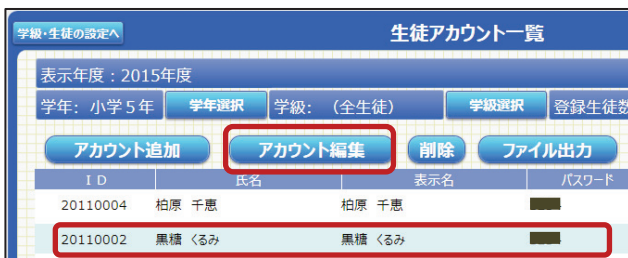 学級・生徒の設定へ 生徒アカウント一覧
表示年度：2015年度
学年： 小学５年 学年選択 学級： （全生徒） 学級選択 登録生徒数
アカウント追加 アカウント編集 削除 ファイル出力
ＩＤ 氏名 表示名 パスワード
20110004 柏原 千恵 柏原 千恵
20110002 黒糖 くるみ 黒糖 くるみ